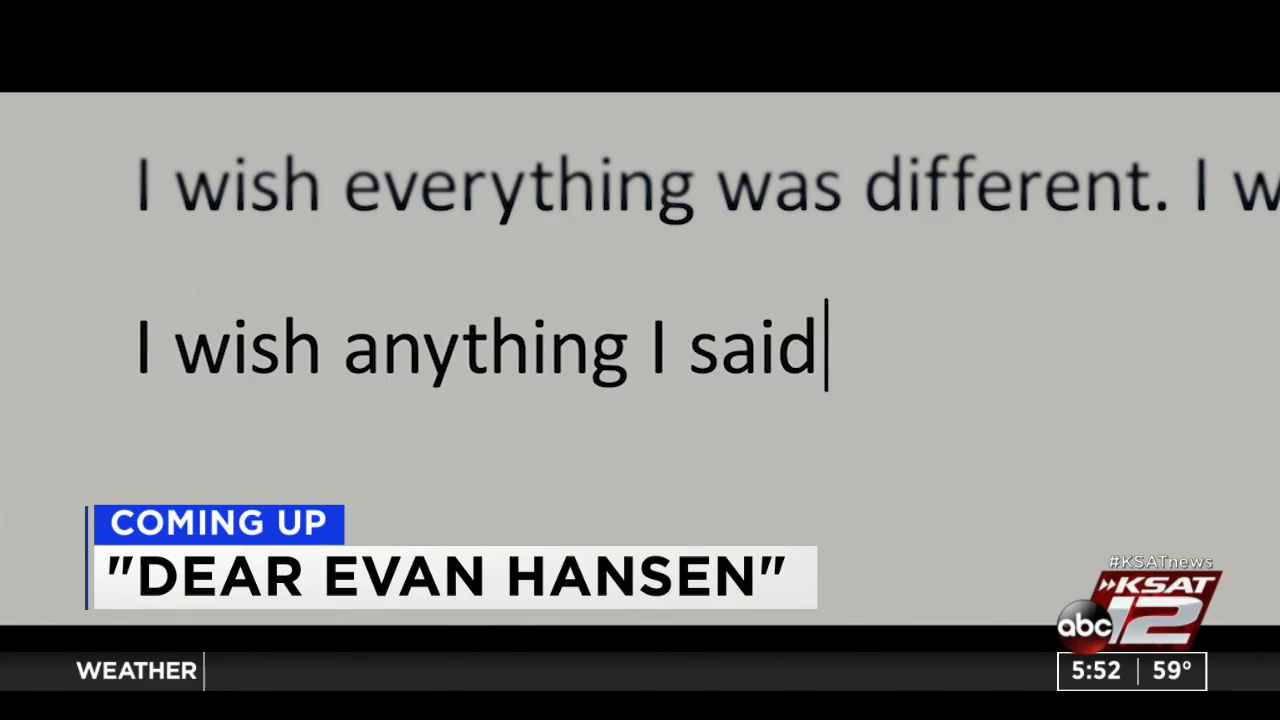 I wish everything was different. I w
I wish anything I said
COMING UP
"DEAR EVAN HANSEN"
#KSATnews
KSAT
abc 12
WEATHER
5:52 59°